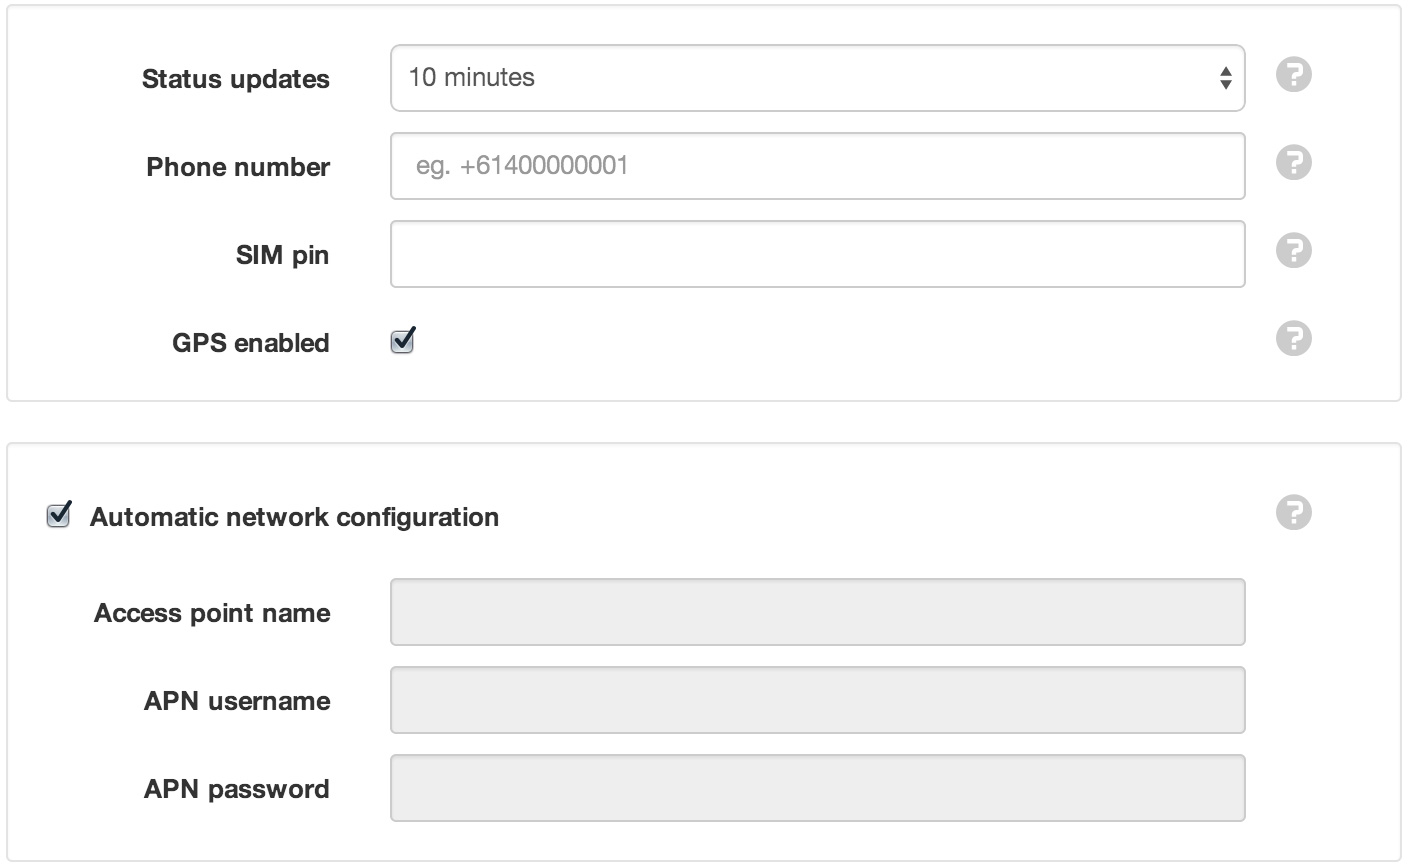 Status updates 10 minutes ?
Phone number eg. +61400000001 ?
SIM pin ?
GPS enabled ?
Automatic network configuration ?
Access point name
APN username
APN password